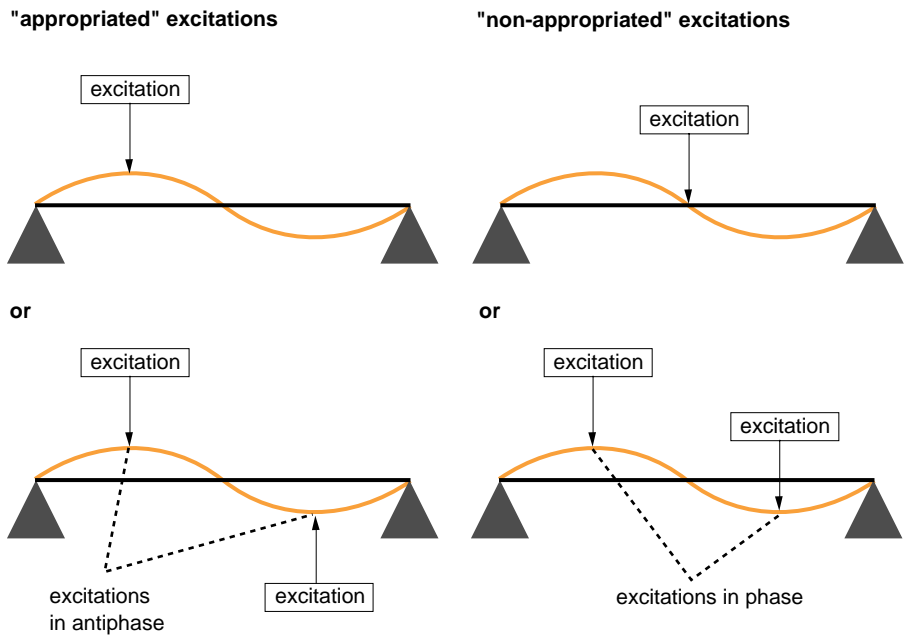 "appropriated" excitations
"non-appropriated" excitations
excitation
excitation
or
or
excitation
excitation
excitation
excitation
excitations
in antiphase
excitations in phase